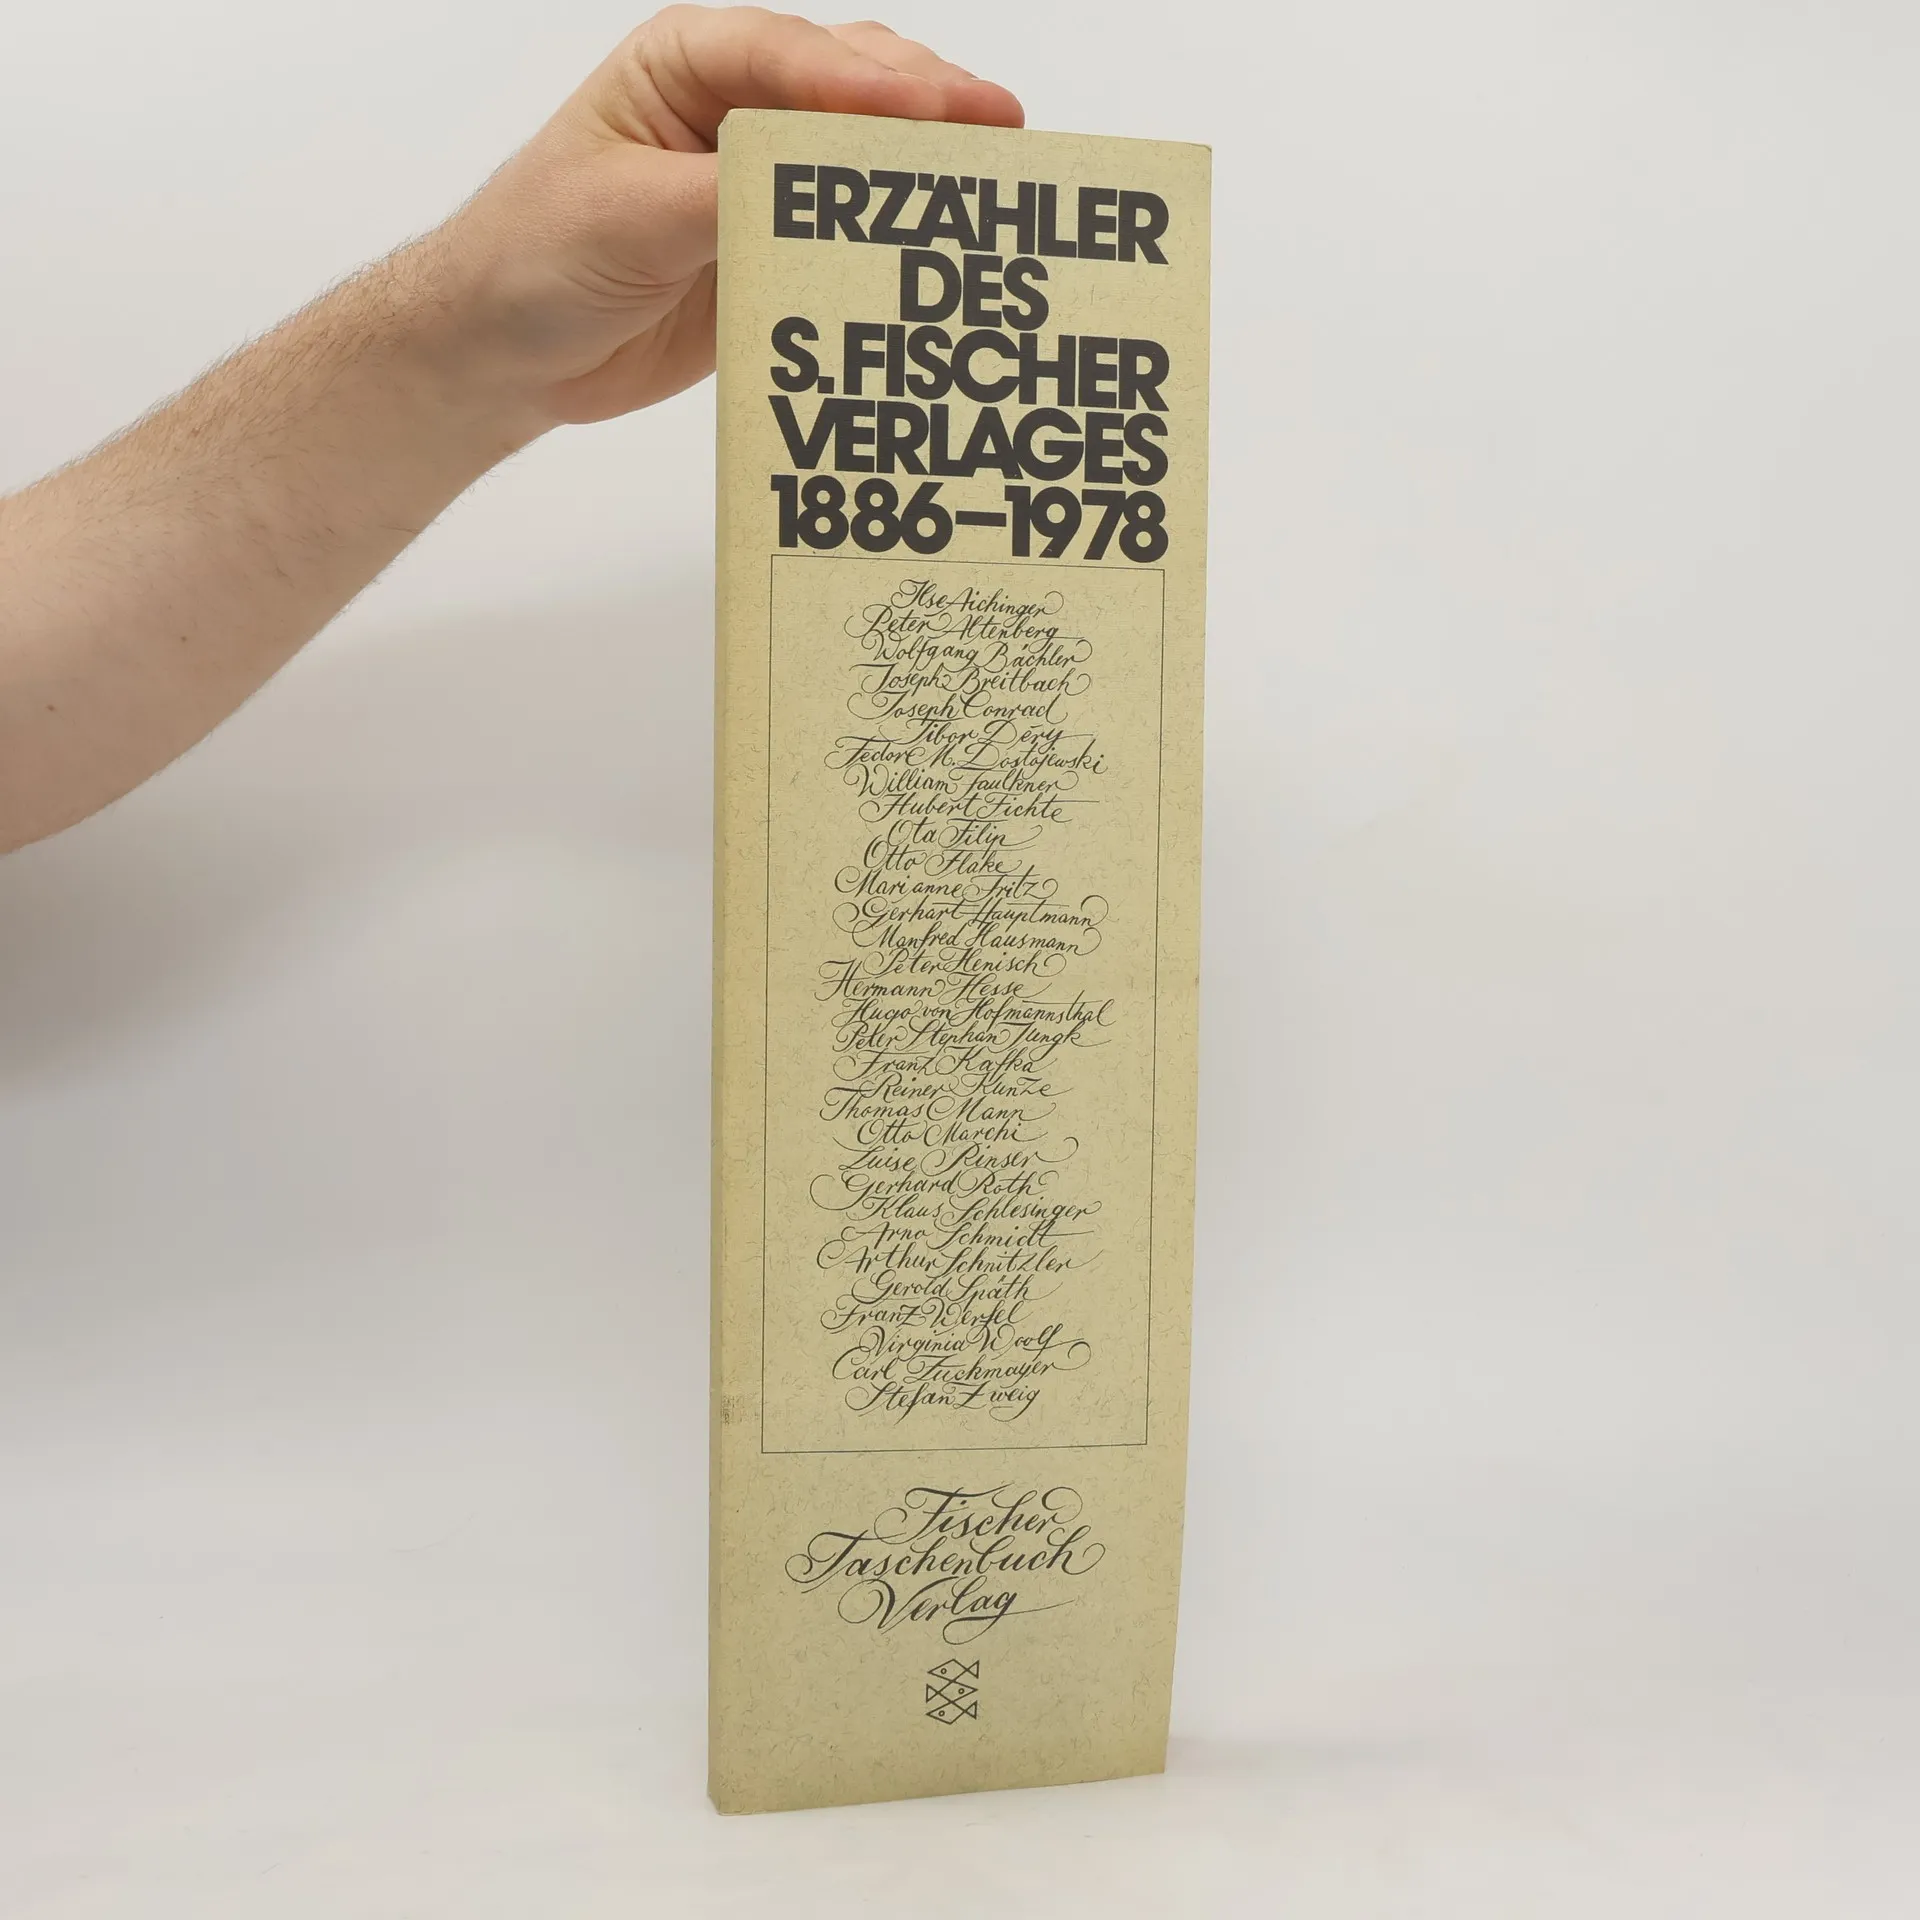 ERZÄHLER
DES
S. FISCHER
VERLAGES
1886–1978
Ilse Aichinger
Peter Altenberg
Wolfgang Bächler
Joseph Breitbach
Joseph Conrad
Tibor Déry
Fedor M. Dostojewski
William Faulkner
Hubert Fichte
Ota Filip
Otto Flake
Marianne Fritz
Gerhart Hauptmann
Manfred Hausmann
Peter Henisch
Hermann Hesse
Hugo von Hofmannsthal
Peter Stephan Jungk
Franz Kafka
Reiner Kunze
Thomas Mann
Otto Marchi
Luise Rinser
Gerhard Roth
Klaus Schlesinger
Arno Schmidt
Arthur Schnitzler
Gerold Späth
Franz Werfel
Virginia Woolf
Carl Zuckmayer
Stefan Zweig
Fischer
Taschenbuch
Verlag